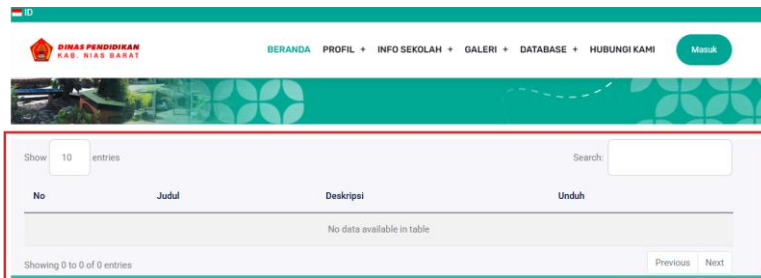 ID
DINAS PENDIDIKAN
KAB. NIAS BARAT
BERANDA PROFIL + INFO SEKOLAH + GALERI + DATABASE + HUBUNGI KAMI Masuk
Show 10 entries Search:
No Judul Deskripsi Unduh
No data available in table
Showing 0 to 0 of 0 entries Previous Next